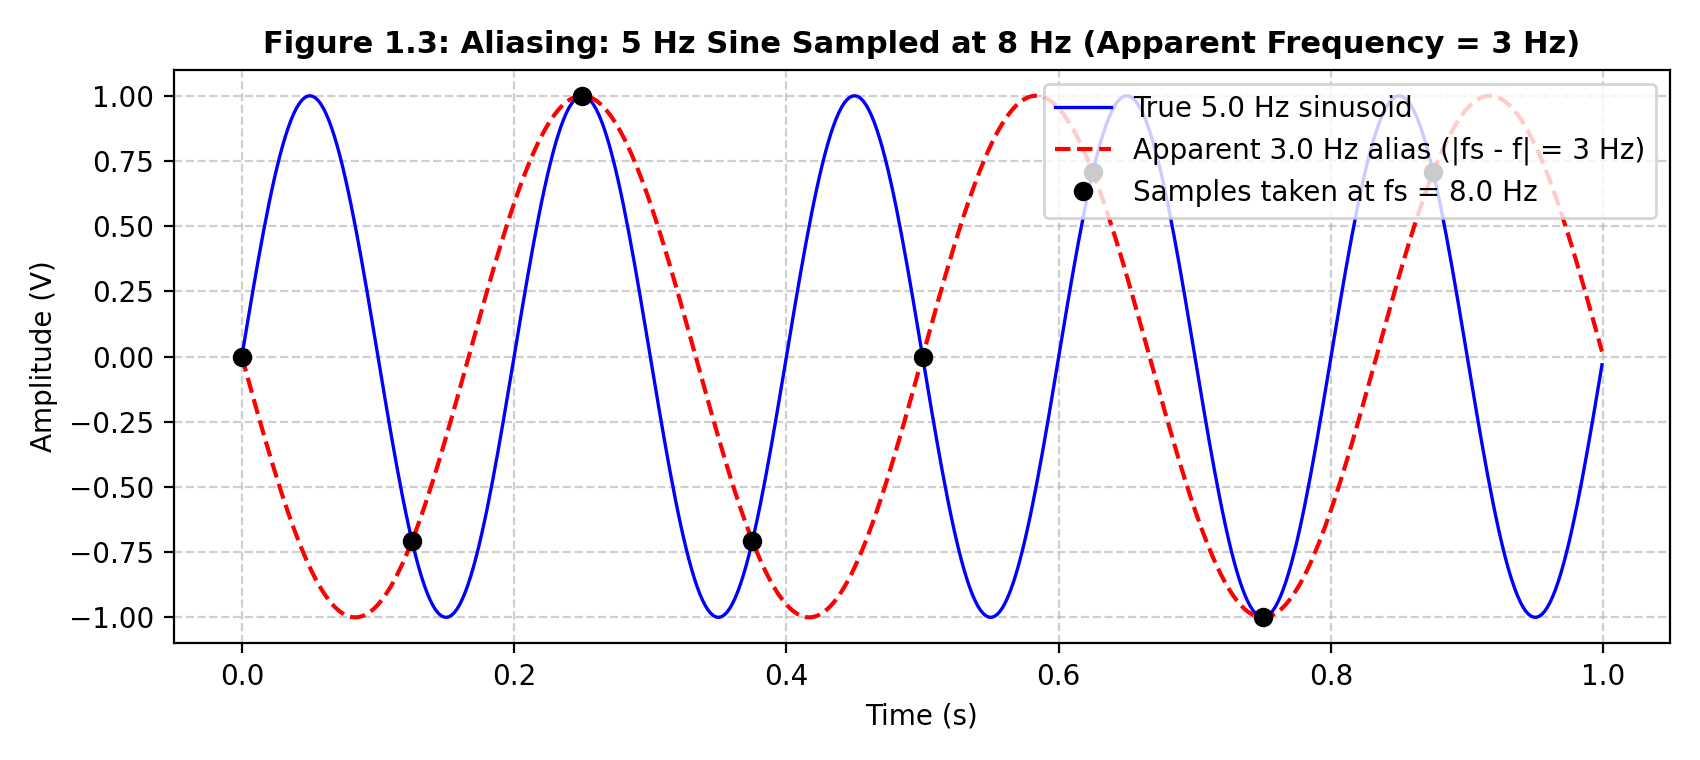 Figure 1.3: Aliasing: 5 Hz Sine Sampled at 8 Hz (Apparent Frequency = 3 Hz)
True 5.0 Hz sinusoid
Apparent 3.0 Hz alias (|fs - f| = 3 Hz)
Samples taken at fs = 8.0 Hz
Amplitude (V)
1.00
0.75
0.50
0.25
0.00
−0.25
−0.50
−0.75
−1.00
0.0 0.2 0.4 0.6 0.8 1.0
Time (s)